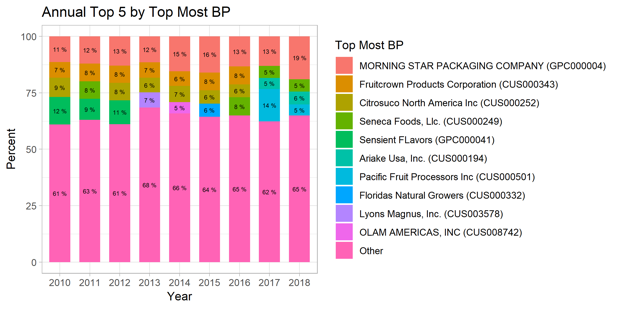 Annual Top 5 by Top Most BP
100
75
50
25
0
Percent
11 % 12 % 12 % 13 % 15 % 16 % 13 % 13 % 19 %
7 % 8 % 8 % 7 % 6 % 8 % 8 % 5 % 5 %
9 % 8 % 8 % 6 % 7 % 6 % 6 % 5 % 6 %
12 % 9 % 11 % 7 % 5 % 6 % 8 % 14 % 5 %
61 % 63 % 61 % 68 % 66 % 64 % 65 % 62 % 65 %
2010 2011 2012 2013 2014 2015 2016 2017 2018
Year
Top Most BP
MORNING STAR PACKAGING COMPANY (GPC000004)
Fruitcrown Products Corporation (CUS000343)
Citrosuco North America Inc (CUS000252)
Seneca Foods, Llc. (CUS000249)
Sensient FLavors (GPC000041)
Ariake Usa, Inc. (CUS000194)
Pacific Fruit Processors Inc (CUS000501)
Floridas Natural Growers (CUS000332)
Lyons Magnus, Inc. (CUS003578)
OLAM AMERICAS, INC (CUS008742)
Other